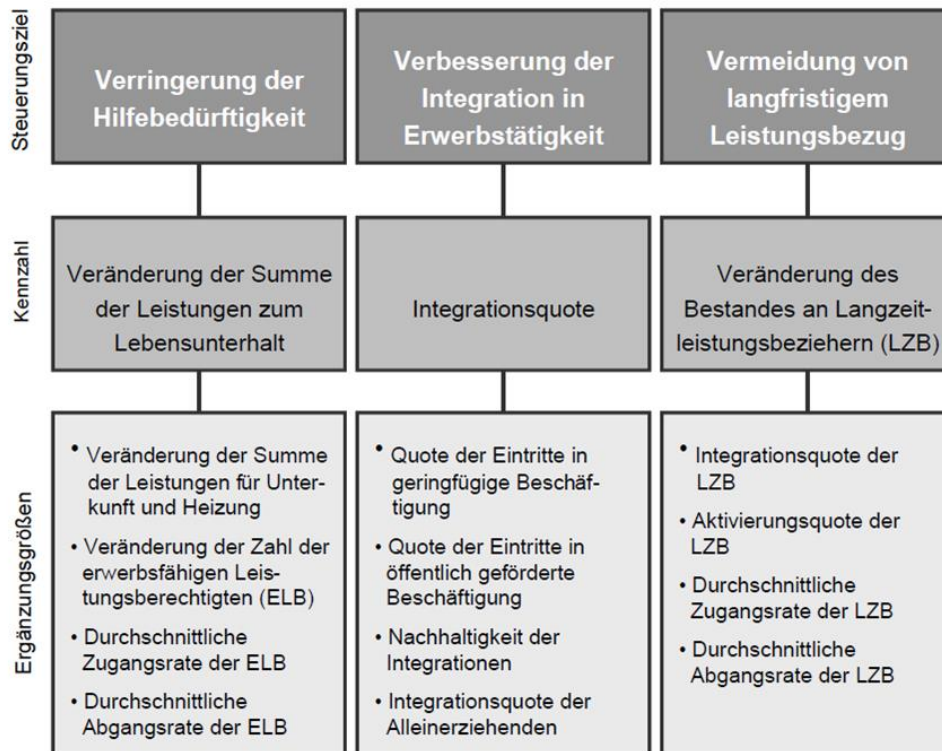 Steuerungsziel
Verringerung der
Hilfebedürftigkeit
Verbesserung der
Integration in
Erwerbstätigkeit
Vermeidung von
langfristigem
Leistungsbezug
Kennzahl
Veränderung der Summe
der Leistungen zum
Lebensunterhalt
Integrationsquote
Veränderung des
Bestandes an Langzeit-
leistungsbeziehern (LZB)
Ergänzungsgrößen
• Veränderung der Summe
der Leistungen für Unter-
kunft und Heizung
• Veränderung der Zahl der
erwerbsfähigen Leis-
tungsberechtigten (ELB)
• Durchschnittliche
Zugangsrate der ELB
• Durchschnittliche
Abgangsrate der ELB
• Quote der Eintritte in
geringfügige Beschäf-
tigung
• Quote der Eintritte in
öffentlich geförderte
Beschäftigung
• Nachhaltigkeit der
Integrationen
• Integrationsquote der
Alleinerziehenden
• Integrationsquote der
LZB
• Aktivierungsquote der
LZB
• Durchschnittliche
Zugangsrate der LZB
• Durchschnittliche
Abgangsrate der LZB